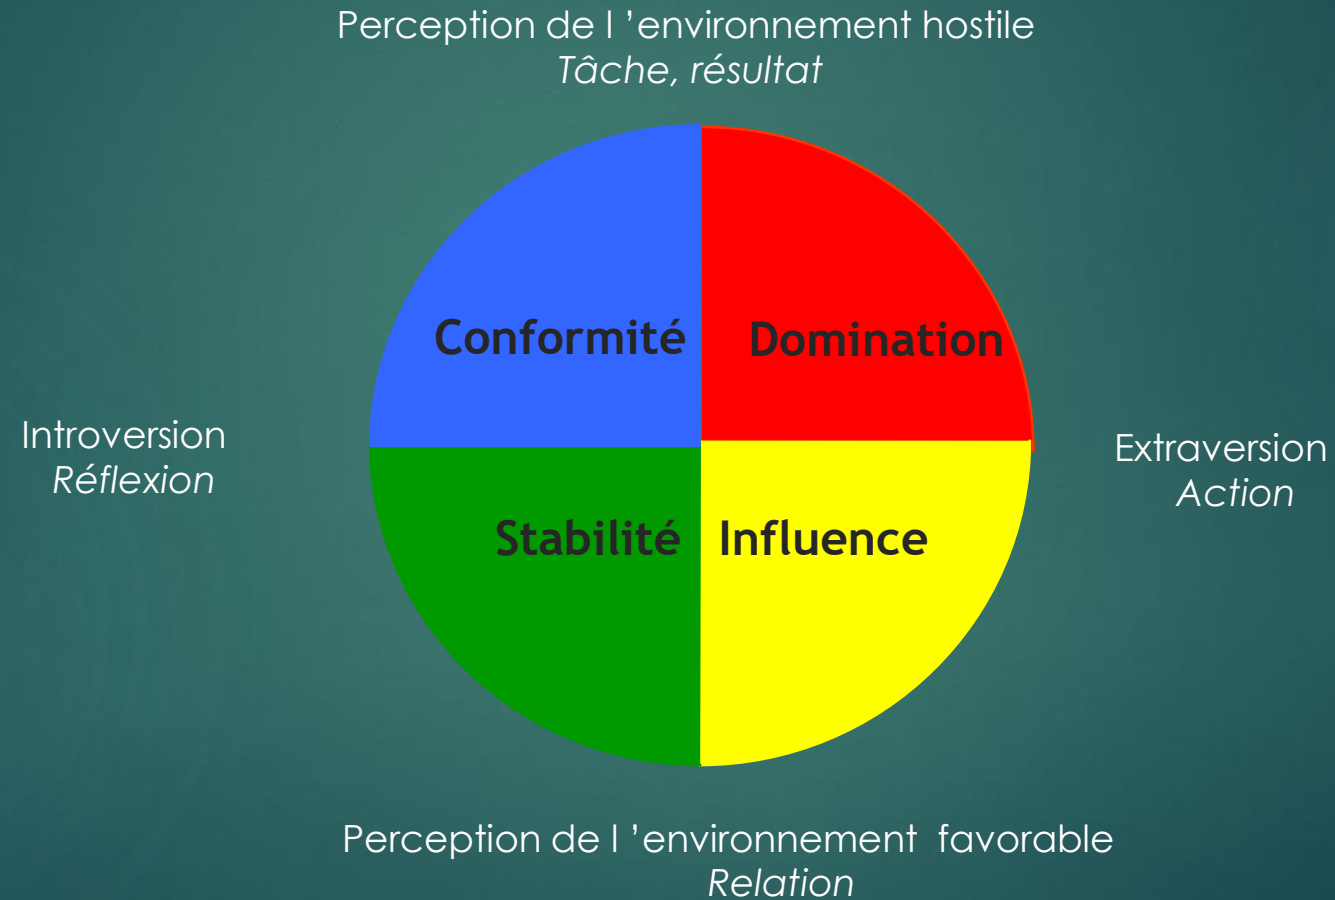 Perception de l ’environnement hostile
Tâche, résultat
Conformité
Domination
Introversion
Réflexion
Extraversion
Action
Stabilité
Influence
Perception de l ’environnement favorable
Relation